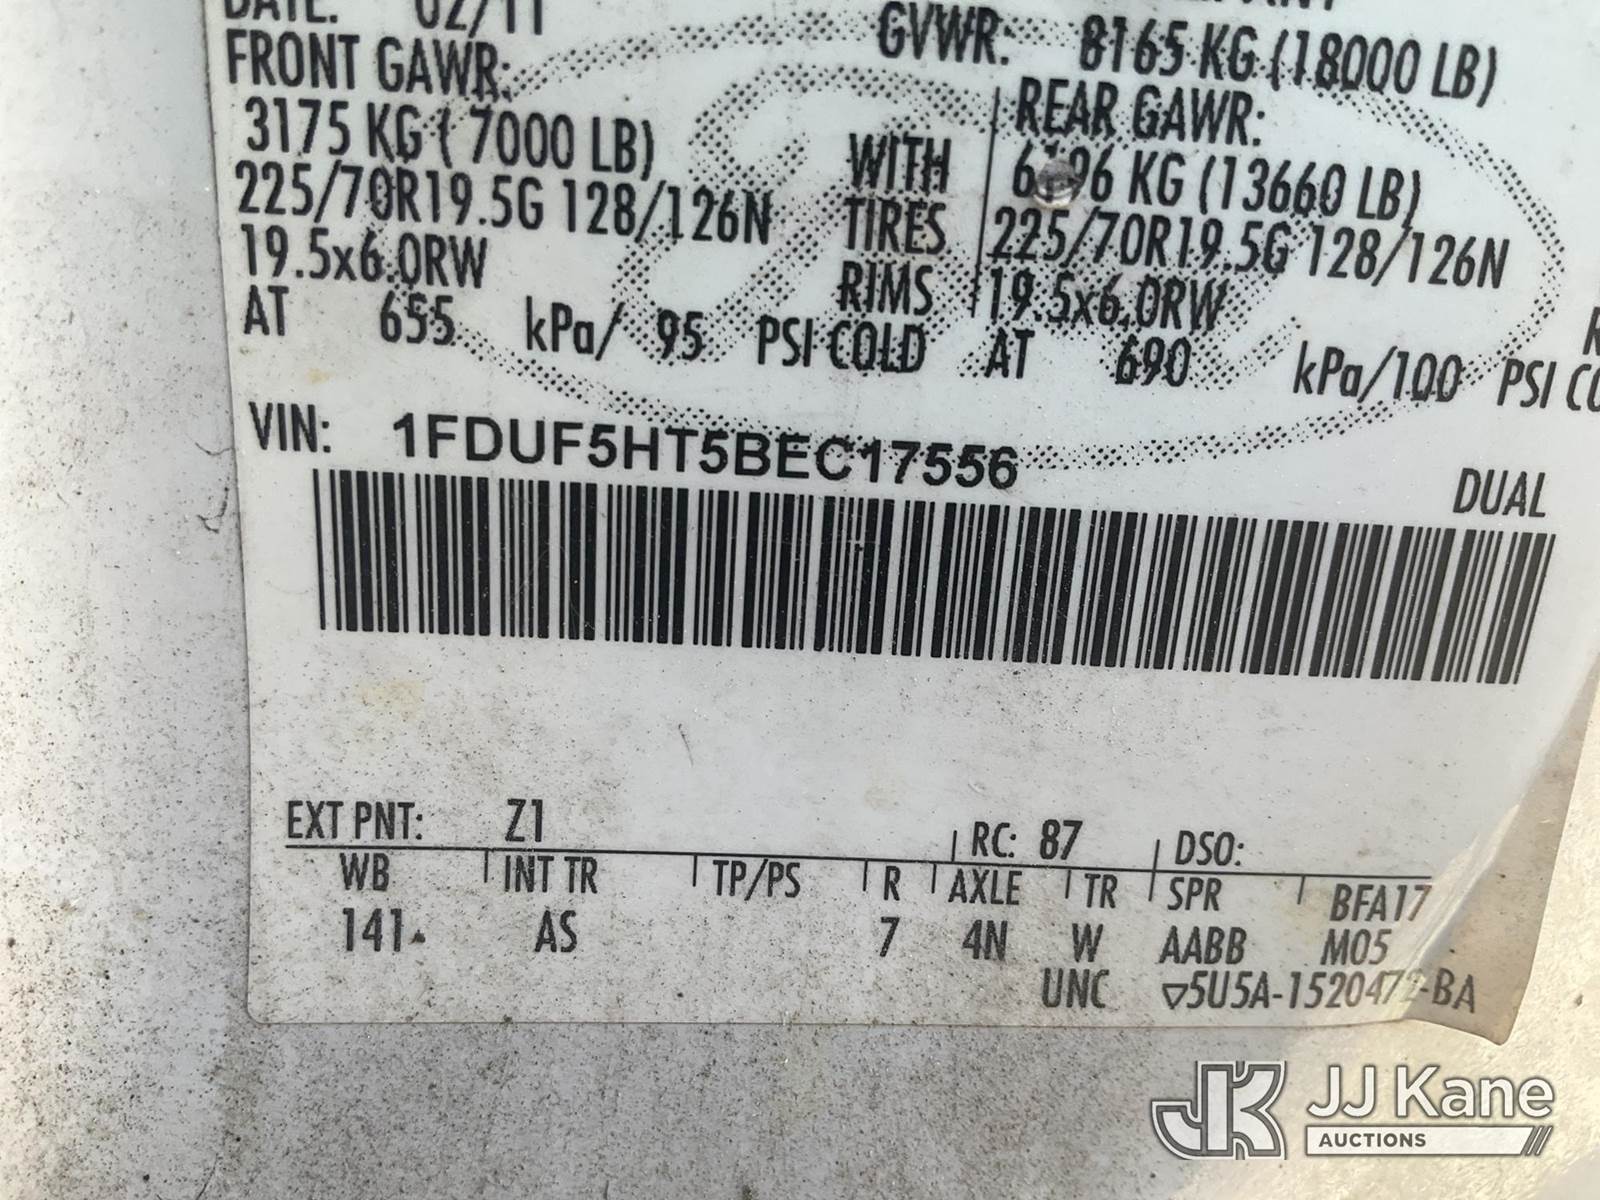 DATE: 02/11
GVWR: 8165 KG (18000 LB)
FRONT GAWR:
REAR GAWR:
3175 KG ( 7000 LB)
WITH
KG (13660 LB)
225/70R19.5G 128/126N
TIRES
225/70R19.5G 128/126N
19.5x6.0RW
RIMS
19.5x6.0RW
AT 655 kPa/ 95 PSI COLD
AT 690 kPa/100 PSI CO
VIN: 1FDUF5HT5BEC17556
DUAL
EXT PNT: Z1
RC: 87
DSO:
WB INT TR TP/PS R AXLE TR SPR BFA17
141 AS 7 4N W AABB M05
UNC ▽5U5A-1520472-BA
JK
JJ Kane
AUCTIONS